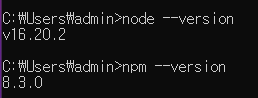 C:₩Users₩admin>node --version
v16.20.2
C:₩Users₩admin>npm --version
8.3.0